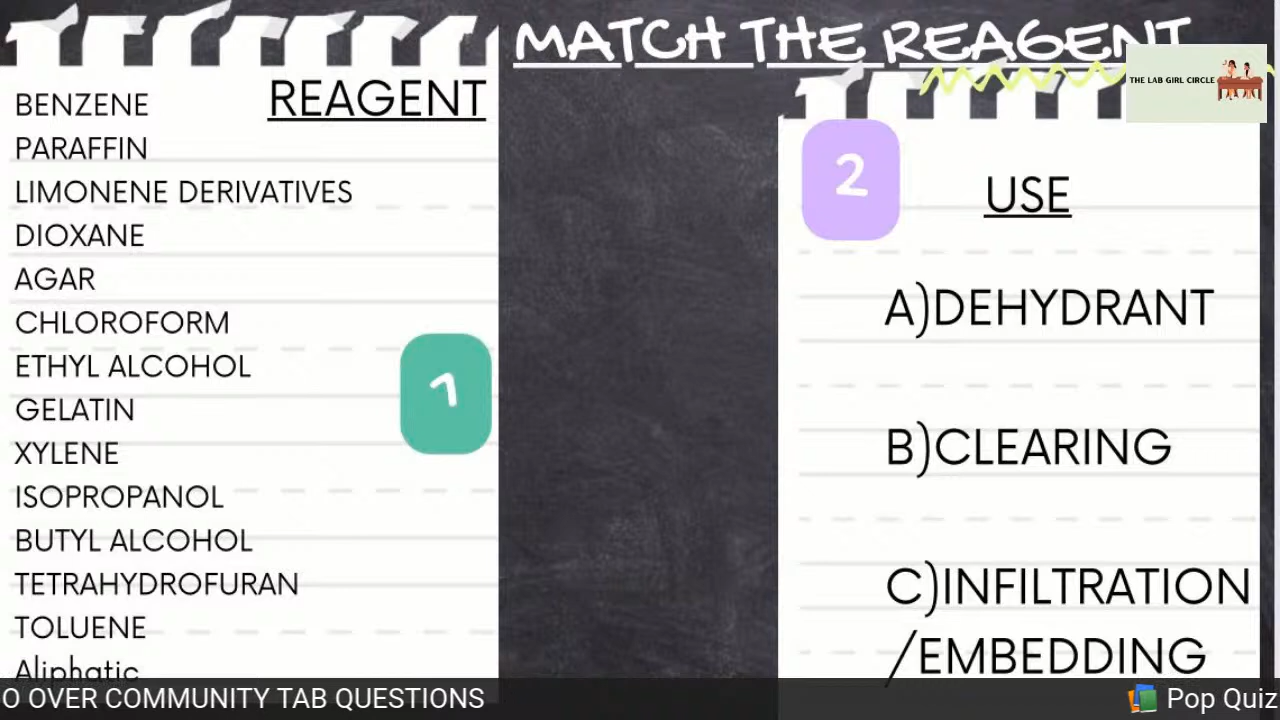 MATCH THE REAGENT
THE LAB GIRL CIRCLE
REAGENT
BENZENE
PARAFFIN
LIMONENE DERIVATIVES
DIOXANE
AGAR
CHLOROFORM
ETHYL ALCOHOL
GELATIN
XYLENE
ISOPROPANOL
BUTYL ALCOHOL
TETRAHYDROFURAN
TOLUENE
Aliphatic
1
2
USE
A)DEHYDRANT
B)CLEARING
C)INFILTRATION
/EMBEDDING
O OVER COMMUNITY TAB QUESTIONS
Pop Quiz